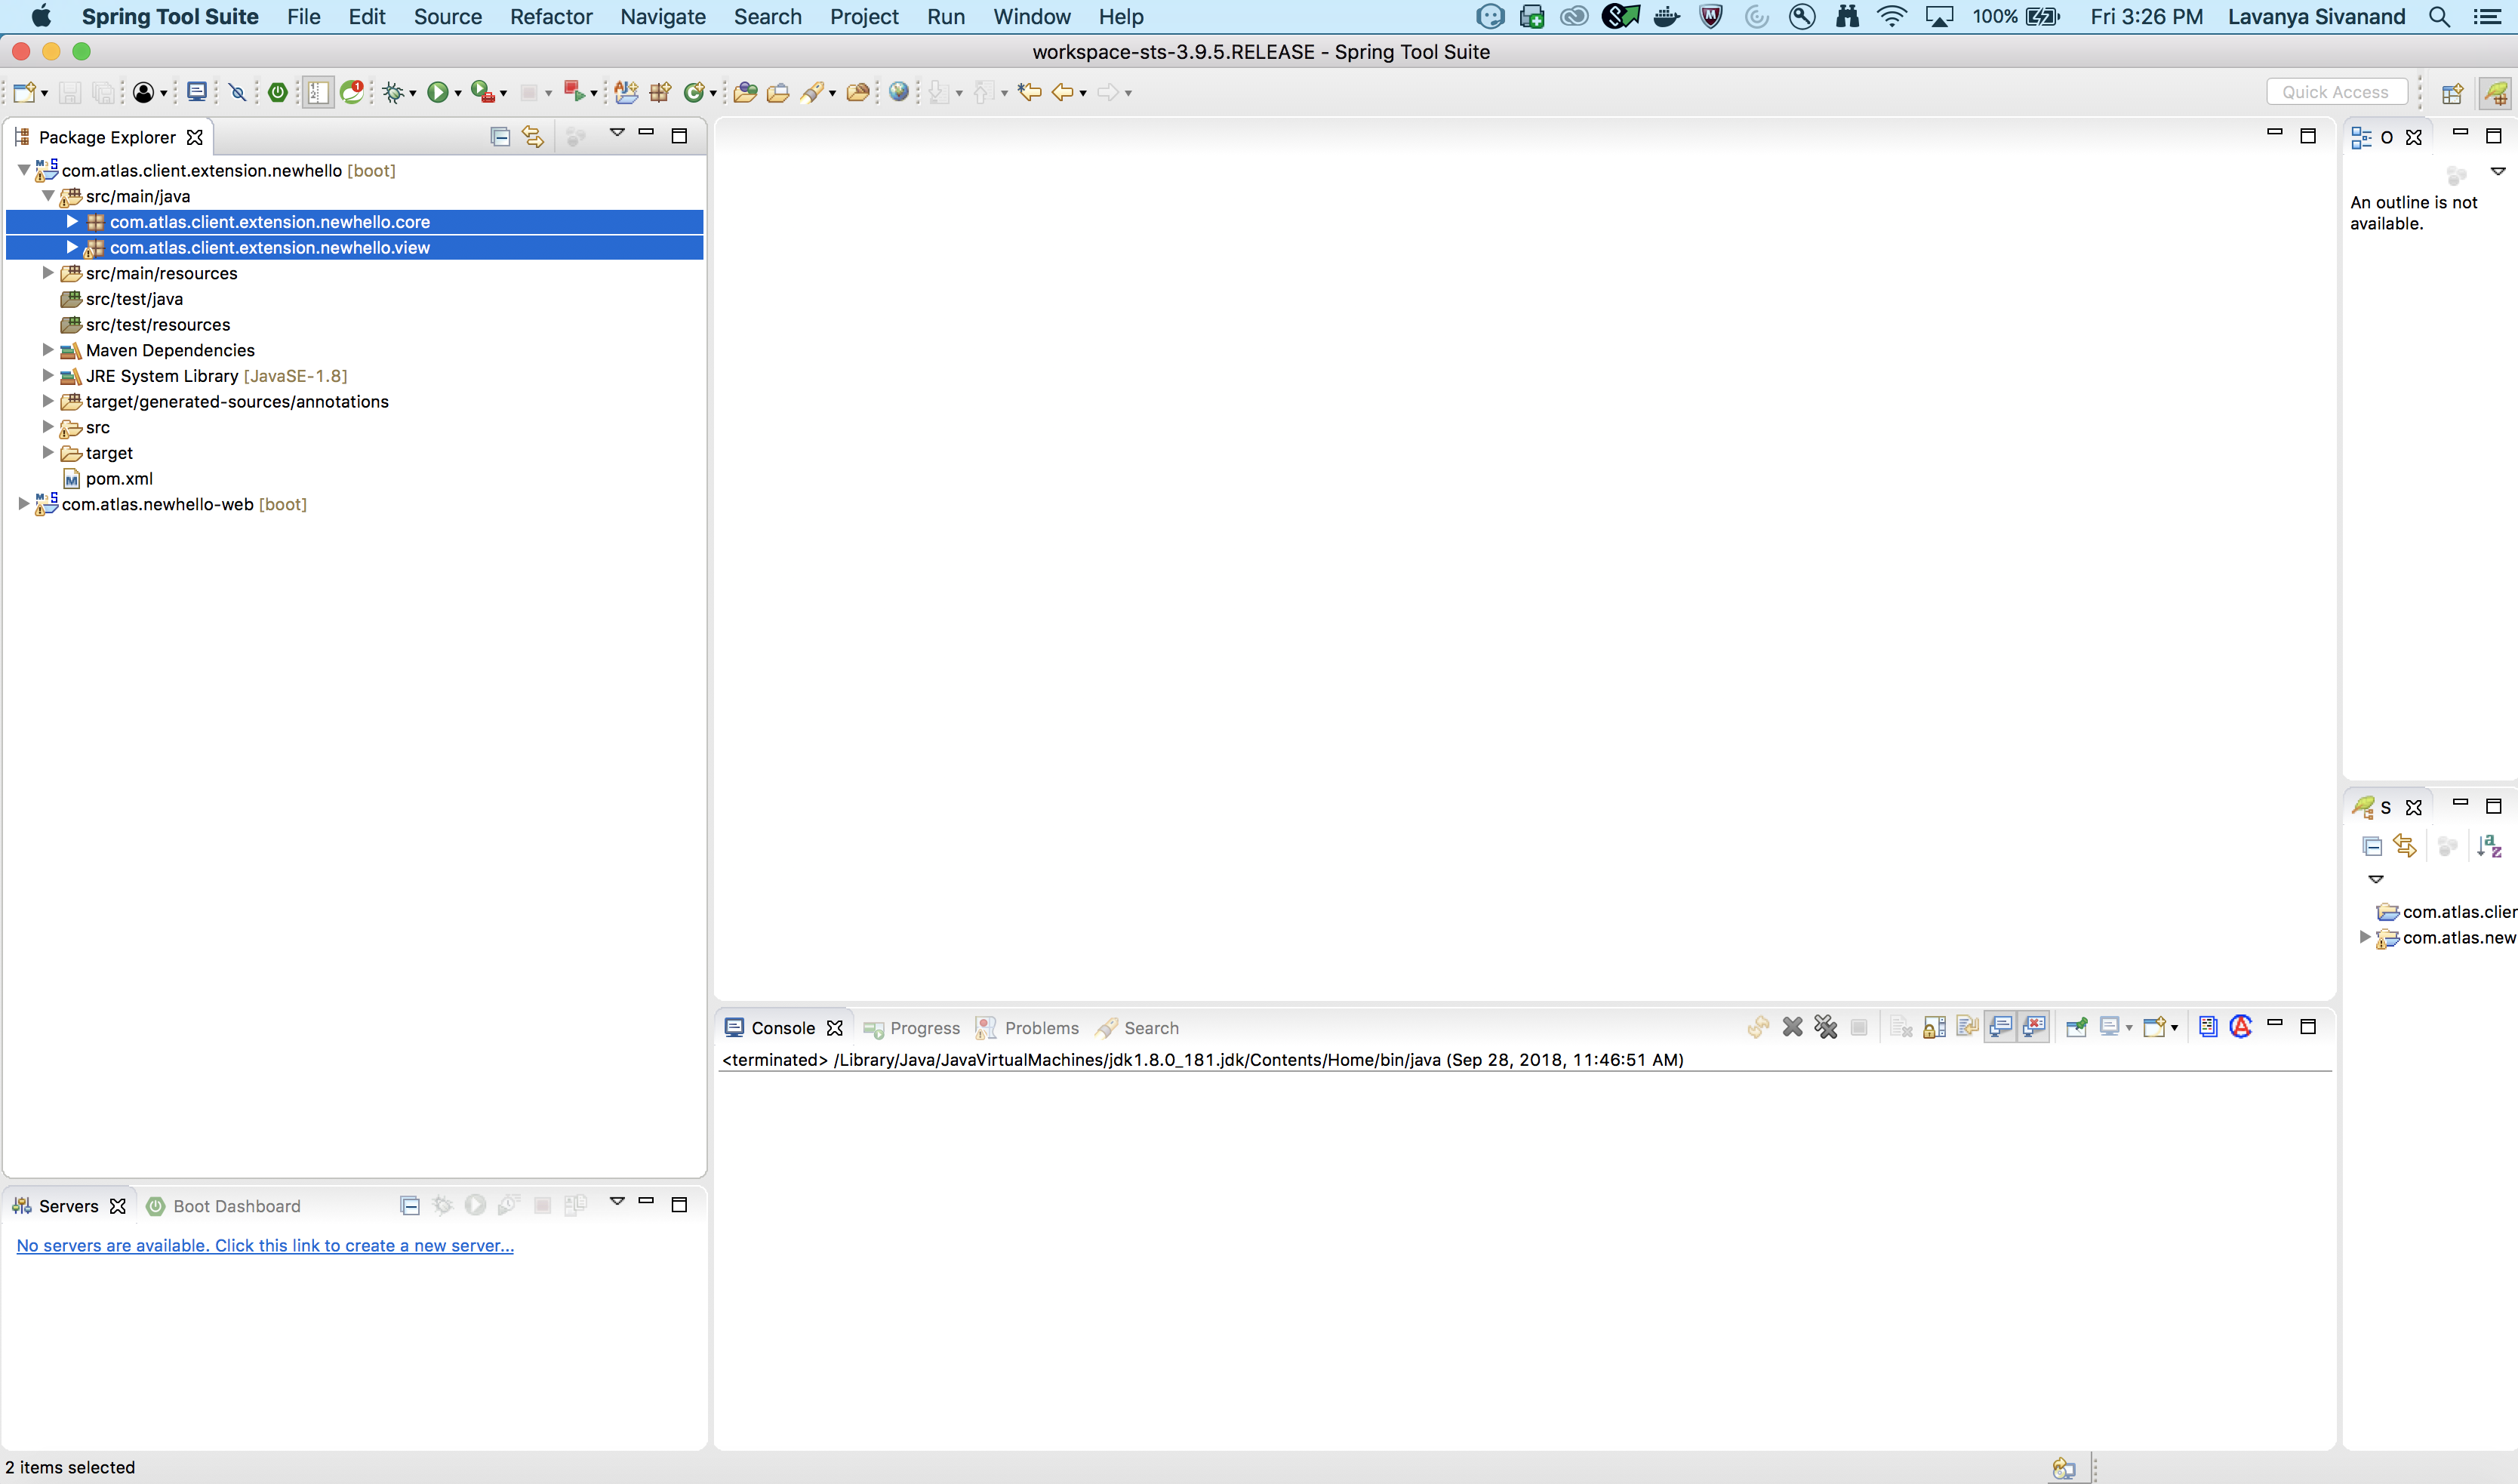 Spring Tool Suite File Edit Source Refactor Navigate Search Project Run Window Help 100% Fri 3:26 PM Lavanya Sivanand
workspace-sts-3.9.5.RELEASE - Spring Tool Suite
Quick Access
Package Explorer
com.atlas.client.extension.newhello [boot]
src/main/java
com.atlas.client.extension.newhello.core
com.atlas.client.extension.newhello.view
src/main/resources
src/test/java
src/test/resources
Maven Dependencies
JRE System Library [JavaSE-1.8]
target/generated-sources/annotations
src
target
pom.xml
com.atlas.newhello-web [boot]
O
An outline is not
available.
S
com.atlas.clier
com.atlas.new
Console Progress Problems Search
<terminated> /Library/Java/JavaVirtualMachines/jdk1.8.0_181.jdk/Contents/Home/bin/java (Sep 28, 2018, 11:46:51 AM)
Servers Boot Dashboard
No servers are available. Click this link to create a new server...
2 items selected